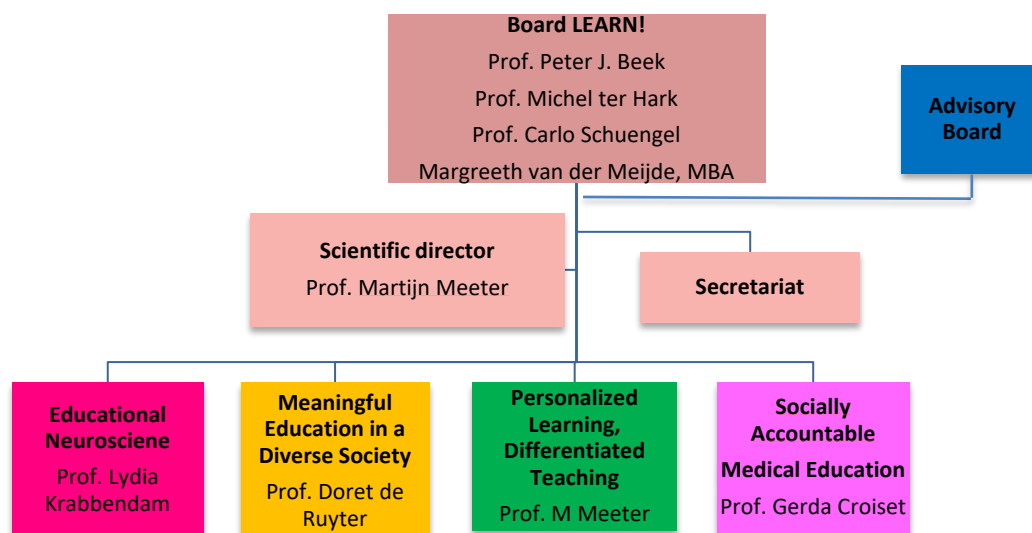 Board LEARN!
Prof. Peter J. Beek
Prof. Michel ter Hark
Prof. Carlo Schuengel
Margreeth van der Meijde, MBA
Advisory
Board
Scientific director
Prof. Martijn Meeter
Secretariat
Educational
Neurosciene
Prof. Lydia
Krabbendam
Meaningful
Education in a
Diverse Society
Prof. Doret de
Ruyter
Personalized
Learning,
Differentiated
Teaching
Prof. M Meeter
Socially
Accountable
Medical Education
Prof. Gerda Croiset